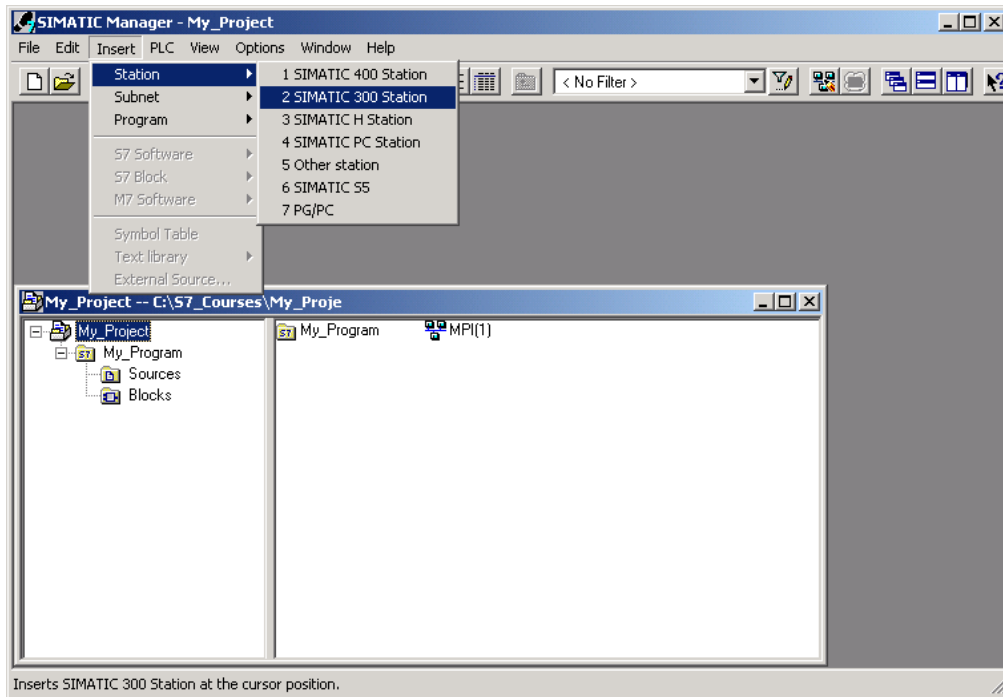 SIMATIC Manager - My_Project
File Edit Insert PLC View Options Window Help
< No Filter >
Station
Subnet
Program
S7 Software
S7 Block
M7 Software
Symbol Table
Text library
External Source...
1 SIMATIC 400 Station
2 SIMATIC 300 Station
3 SIMATIC H Station
4 SIMATIC PC Station
5 Other station
6 SIMATIC S5
7 PG/PC
My_Project -- C:\S7_Courses\My_Proje
My_Project
My_Program
Sources
Blocks
My_Program MPI(1)
Inserts SIMATIC 300 Station at the cursor position.